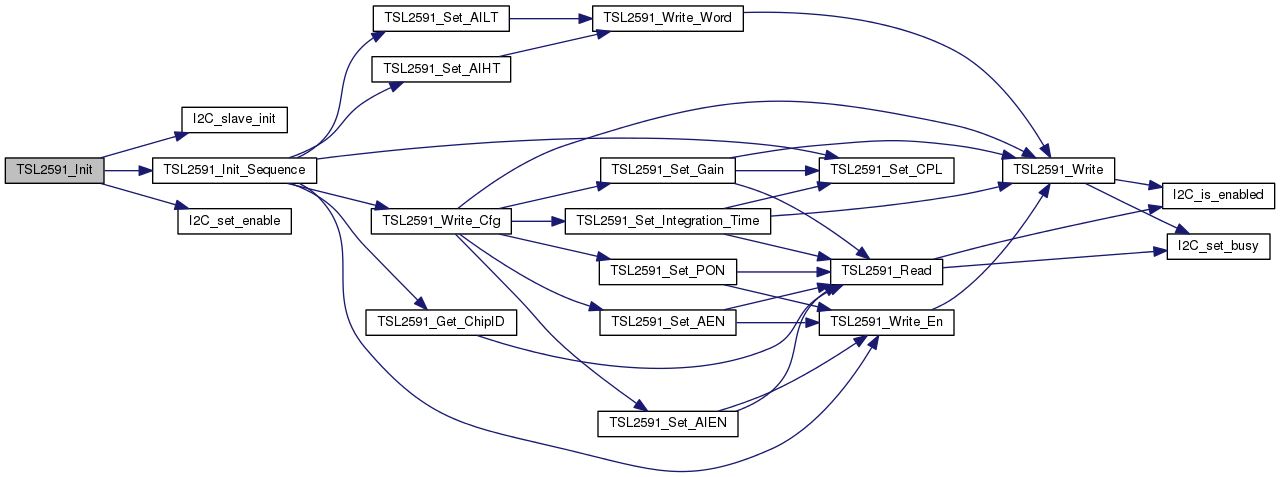 TSL2591_Init
I2C_slave_init
TSL2591_Init_Sequence
I2C_set_enable
TSL2591_Set_AILT
TSL2591_Set_AIHT
TSL2591_Write_Cfg
TSL2591_Get_ChipID
TSL2591_Write_Word
TSL2591_Set_Gain
TSL2591_Set_Integration_Time
TSL2591_Set_PON
TSL2591_Set_AEN
TSL2591_Set_AIEN
TSL2591_Set_CPL
TSL2591_Read
TSL2591_Write_En
TSL2591_Write
I2C_is_enabled
I2C_set_busy